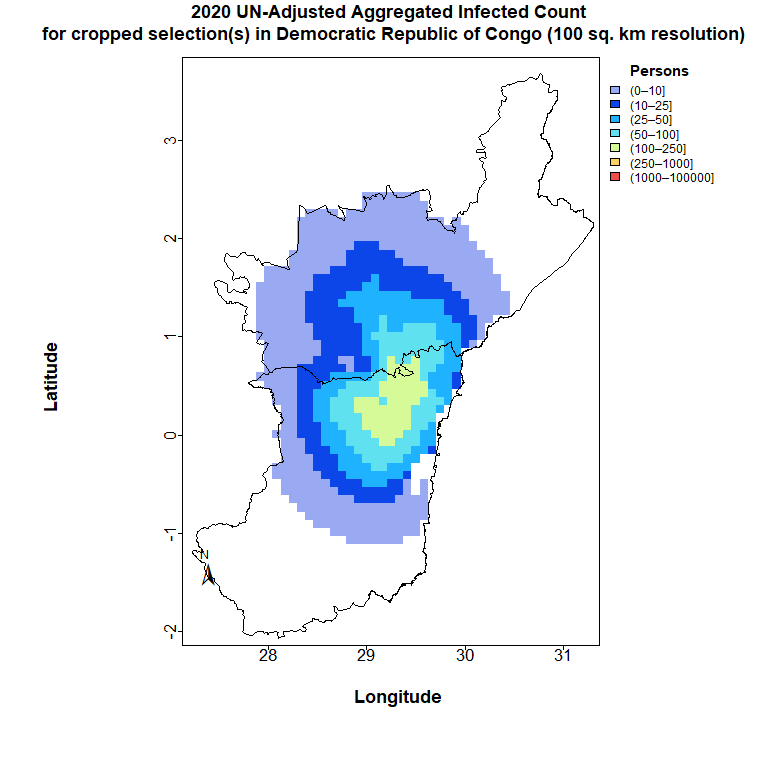 2020 UN-Adjusted Aggregated Infected Count
for cropped selection(s) in Democratic Republic of Congo (100 sq. km resolution)
Persons
(0–10]
(10–25]
(25–50]
(50–100]
(100–250]
(250–1000]
(1000–100000]
3
2
1
0
-1
-2
Latitude
N
28
29
30
31
Longitude